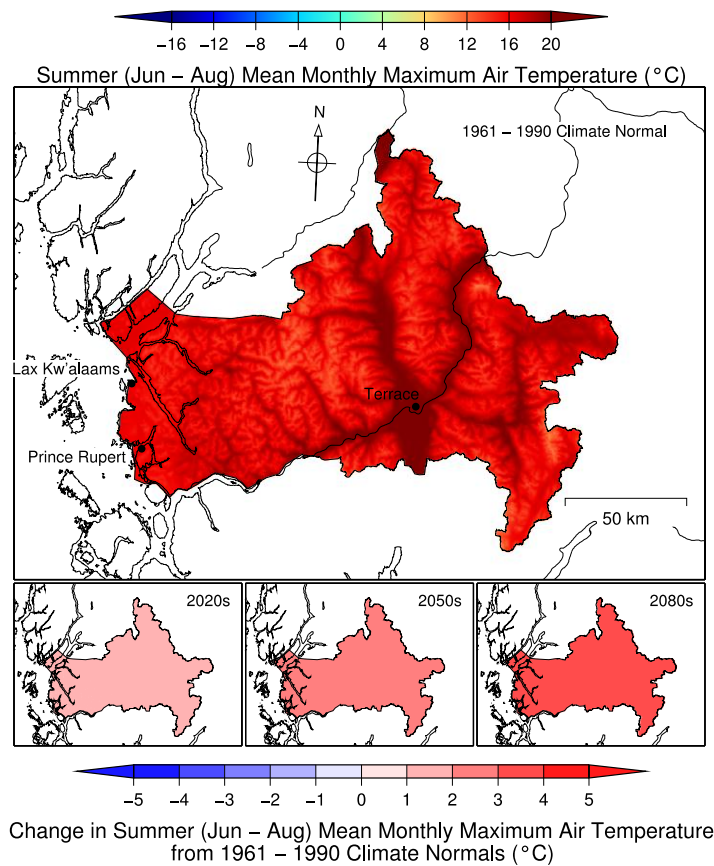 −16 −12 −8 −4 0 4 8 12 16 20
Summer (Jun − Aug) Mean Monthly Maximum Air Temperature (°C)
N
1961 − 1990 Climate Normal
Lax Kw'alaams
Terrace
Prince Rupert
50 km
2020s 2050s 2080s
−5 −4 −3 −2 −1 0 1 2 3 4 5
Change in Summer (Jun − Aug) Mean Monthly Maximum Air Temperature
from 1961 − 1990 Climate Normals (°C)